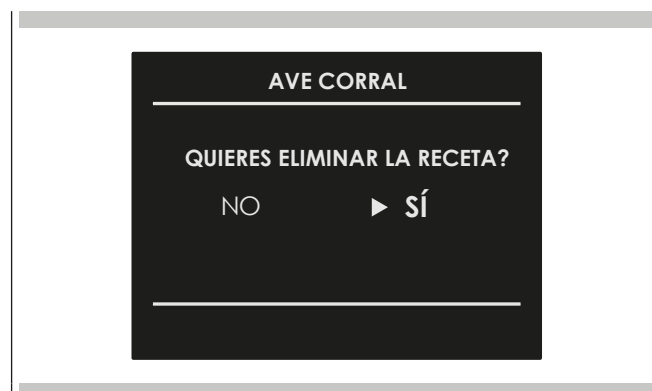 AVE CORRAL
QUIERES ELIMINAR LA RECETA?
NO ▶ SÍ